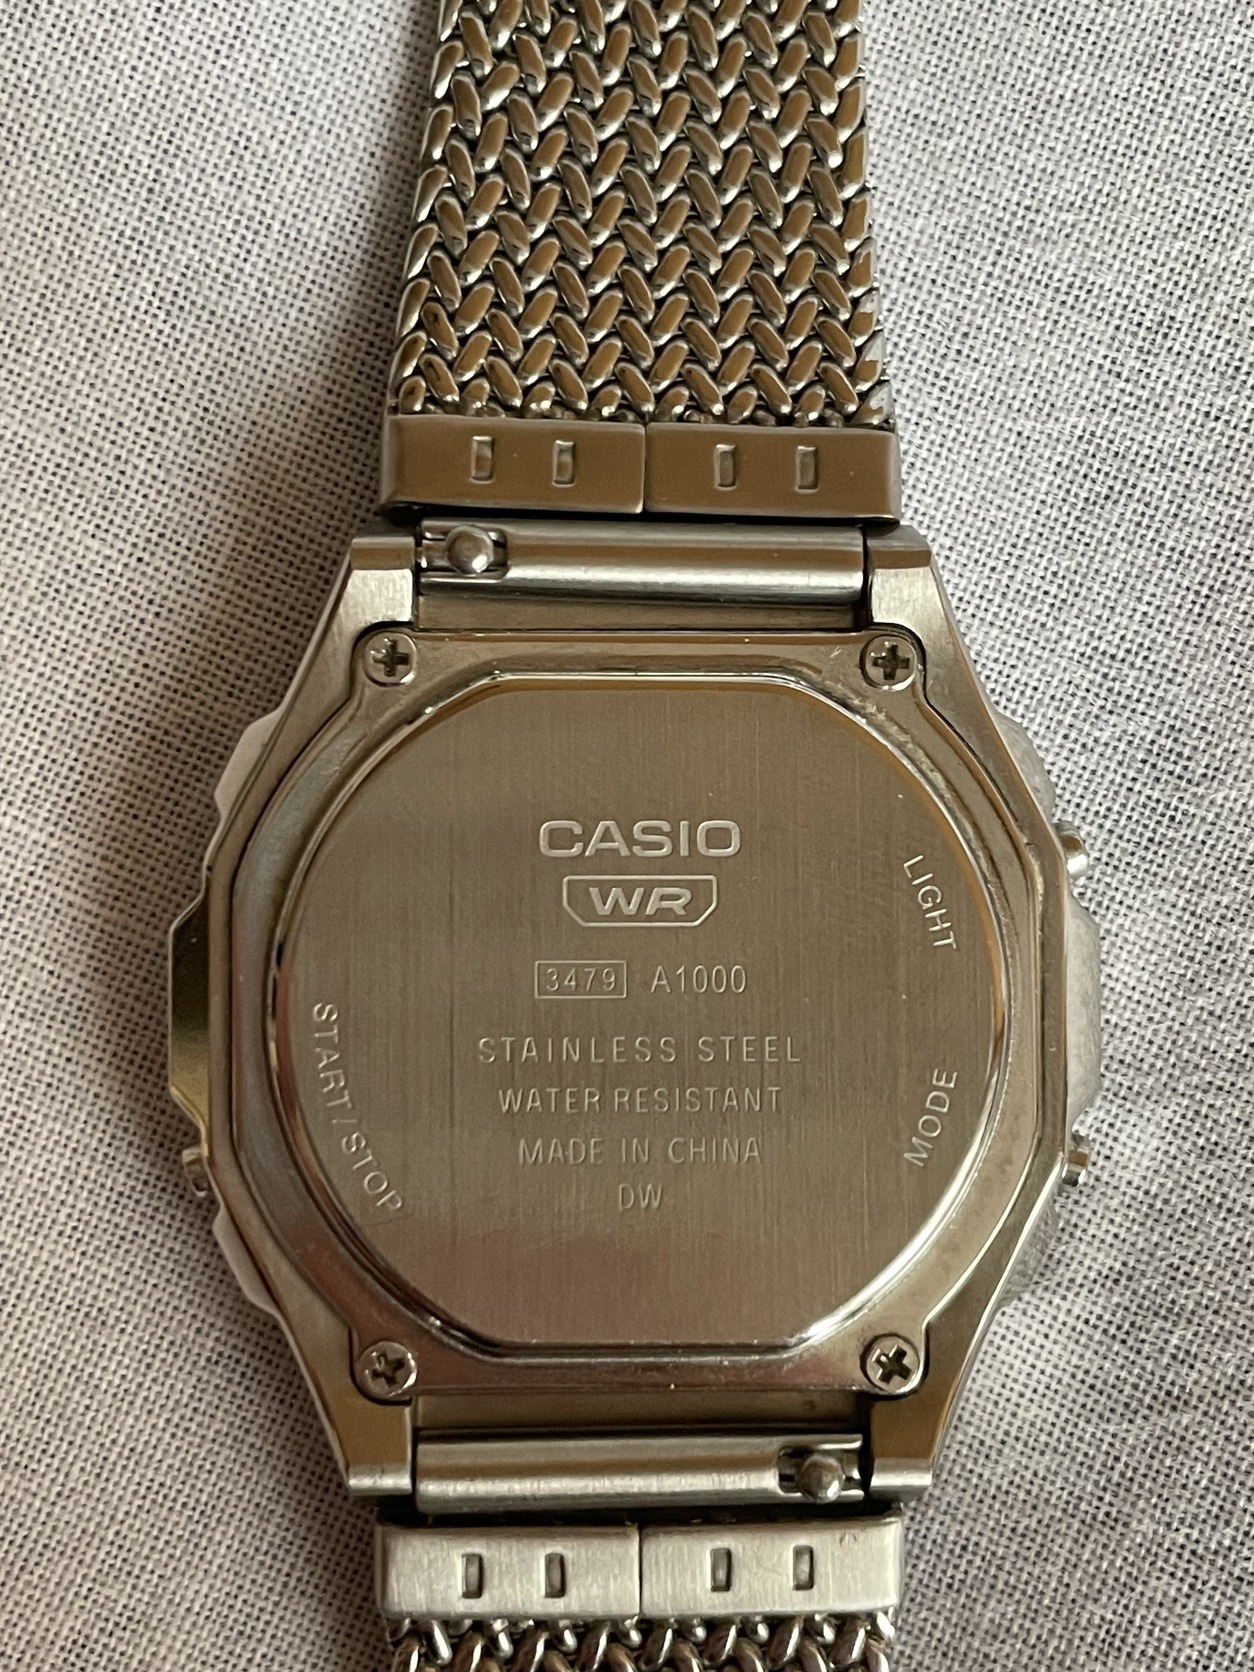 CASIO
WR
3479 A1000
STAINLESS STEEL
WATER RESISTANT
MADE IN CHINA
DW
LIGHT
MODE
START/STOP